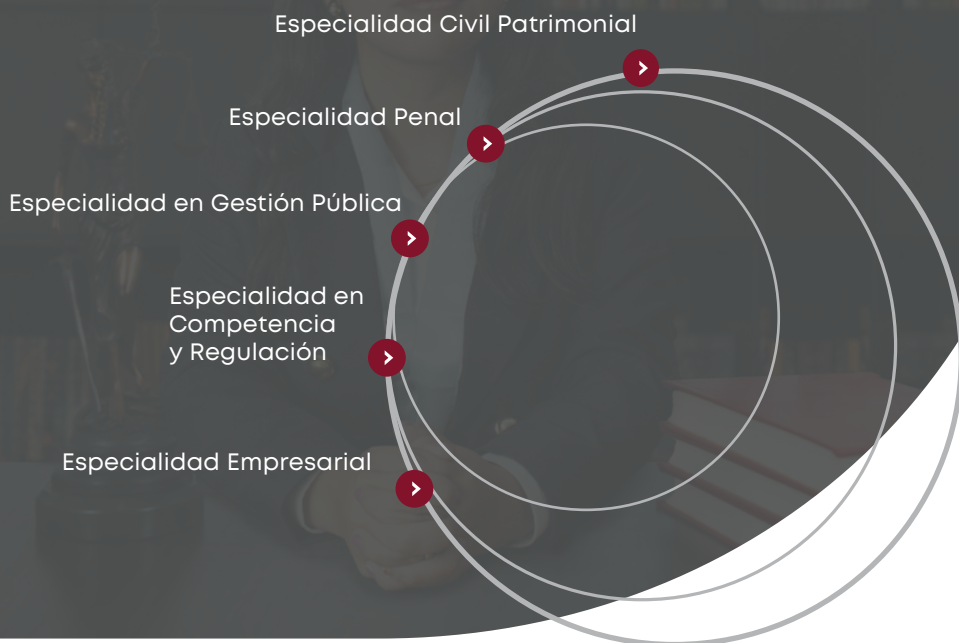 Especialidad Civil Patrimonial
Especialidad Penal
Especialidad en Gestión Pública
Especialidad en
Competencia
y Regulación
Especialidad Empresarial